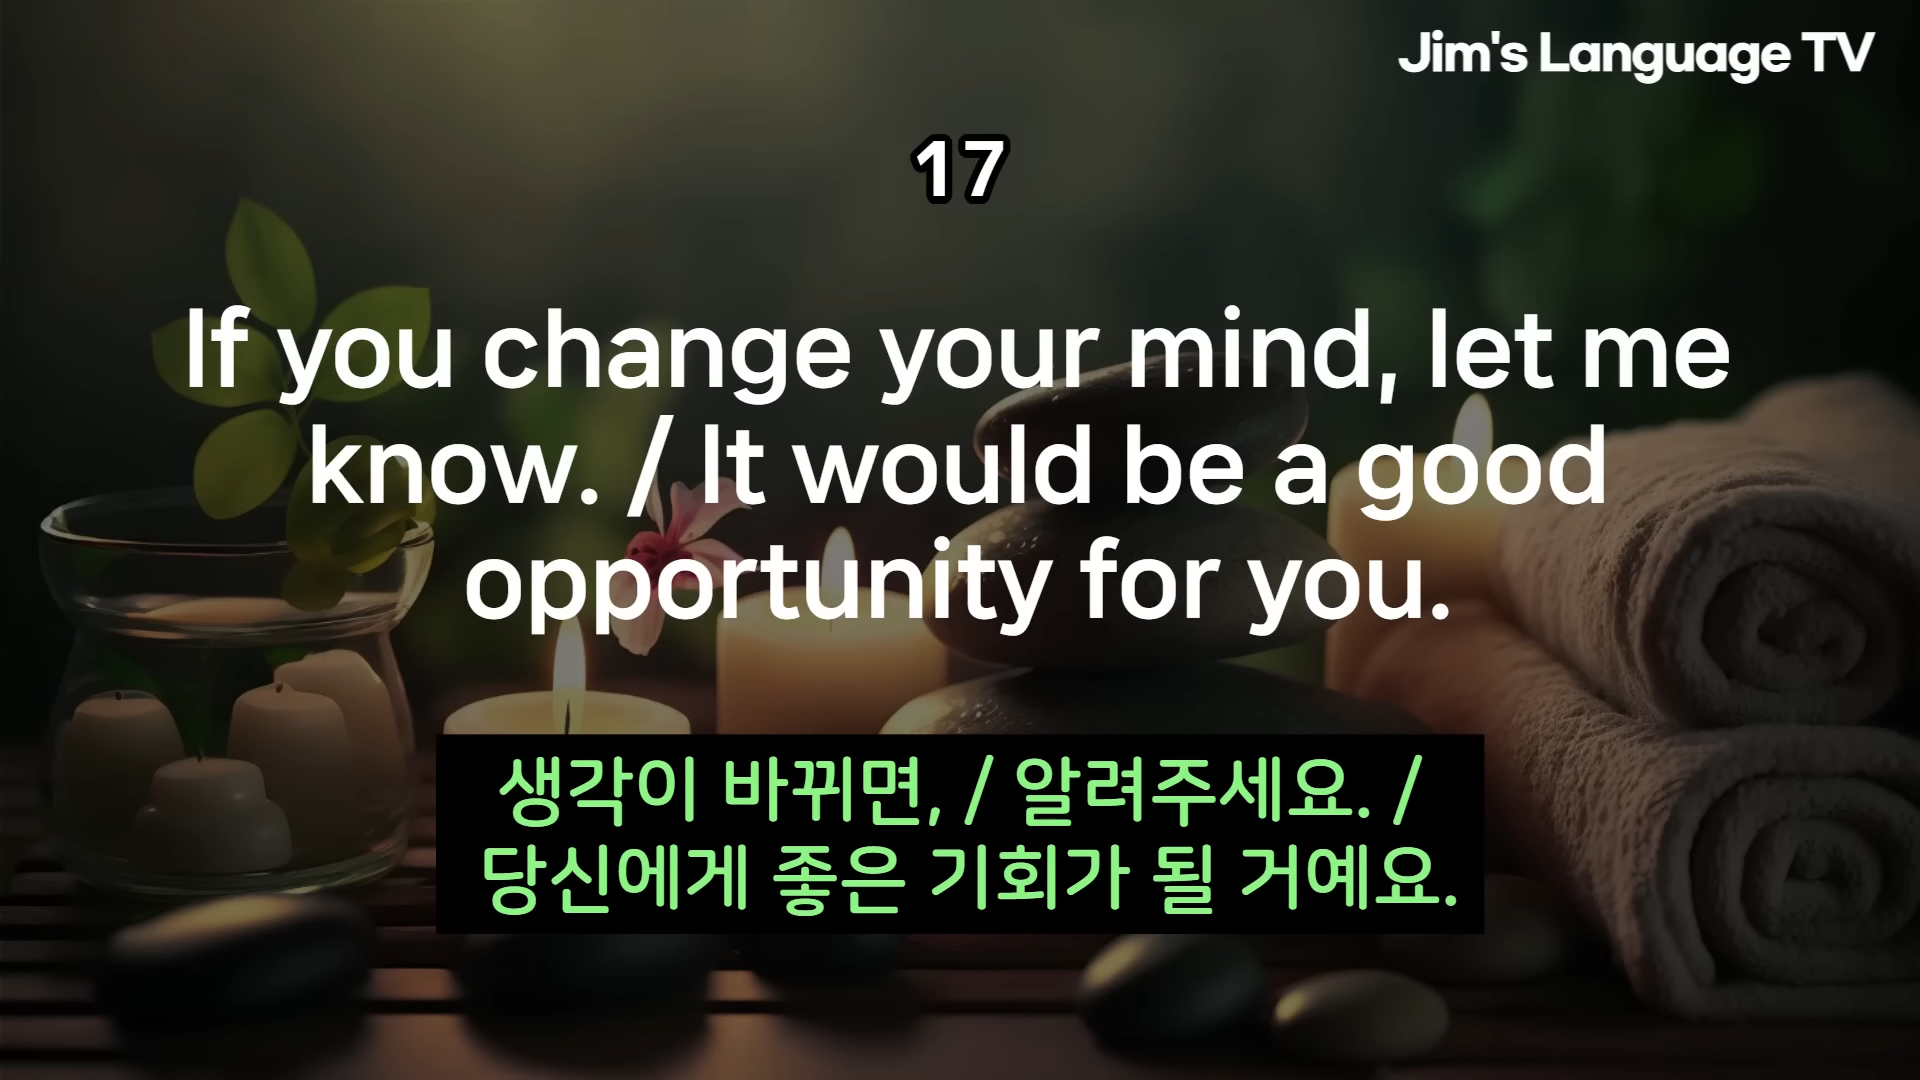 Jim's Language TV
17
If you change your mind, let me
know. / It would be a good
opportunity for you.
생각이 바뀌면, / 알려주세요. /
당신에게 좋은 기회가 될 거예요.